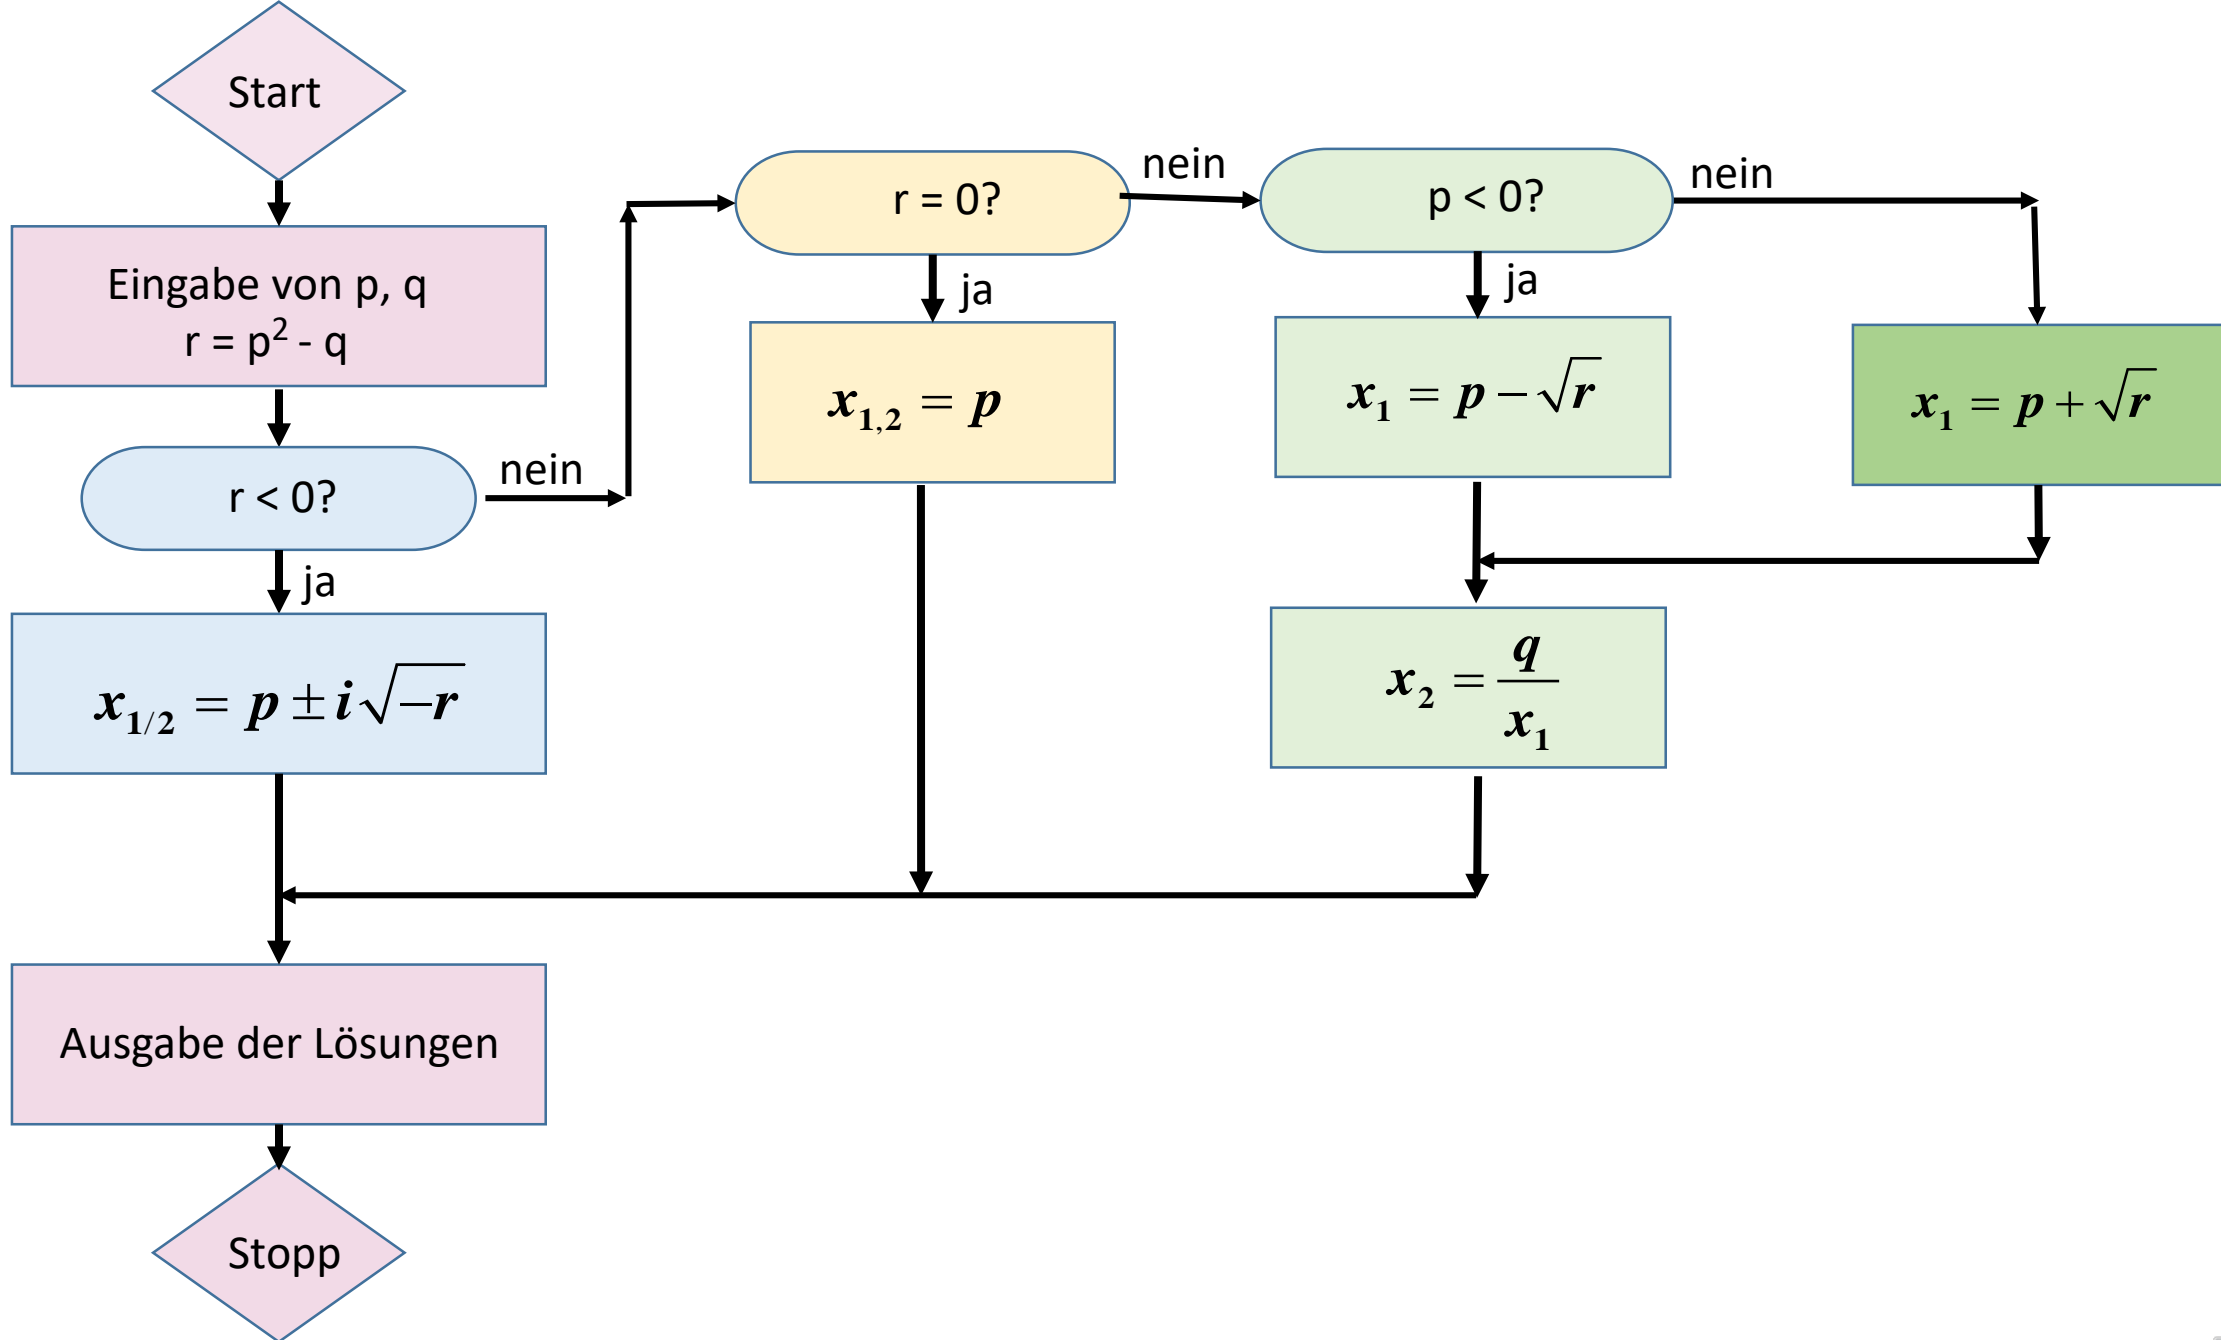 Start
Eingabe von p, q
r = p² - q
r < 0?
nein
ja
x₁/₂ = p ± i√−r
r = 0?
nein
ja
x₁,₂ = p
p < 0?
nein
ja
x₁ = p − √r
x₁ = p + √r
x₂ = q/x₁
Ausgabe der Lösungen
Stopp